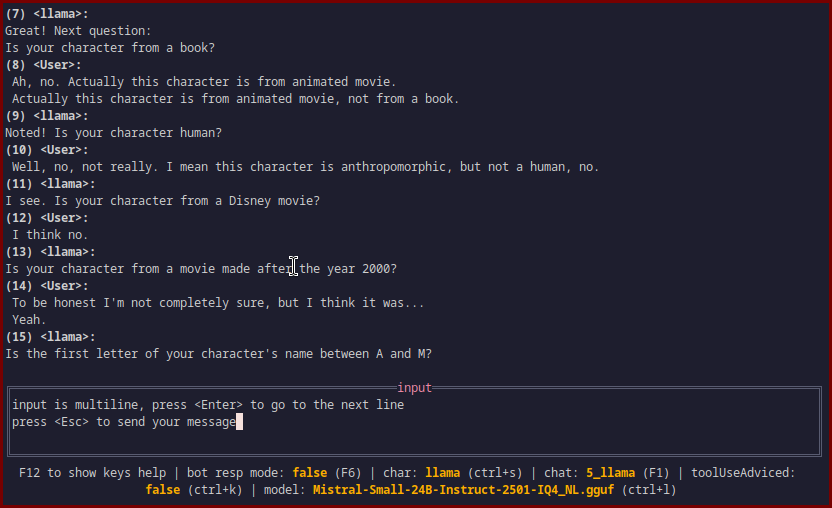 (7) <llama>:
Great! Next question:
Is your character from a book?
(8) <User>:
Ah, no. Actually this character is from animated movie.
Actually this character is from animated movie, not from a book.
(9) <llama>:
Noted! Is your character human?
(10) <User>:
Well, no, not really. I mean this character is anthropomorphic, but not a human, no.
(11) <llama>:
I see. Is your character from a Disney movie?
(12) <User>:
I think no.
(13) <llama>:
Is your character from a movie made after the year 2000?
(14) <User>:
To be honest I'm not completely sure, but I think it was...
Yeah.
(15) <llama>:
Is the first letter of your character's name between A and M?
input
input is multiline, press <Enter> to go to the next line
press <Esc> to send your message
F12 to show keys help | bot resp mode: false (F6) | char: llama (ctrl+s) | chat: 5_llama (F1) | toolUseAdviced:
false (ctrl+k) | model: Mistral-Small-24B-Instruct-2501-IQ4_NL.gguf (ctrl+l)